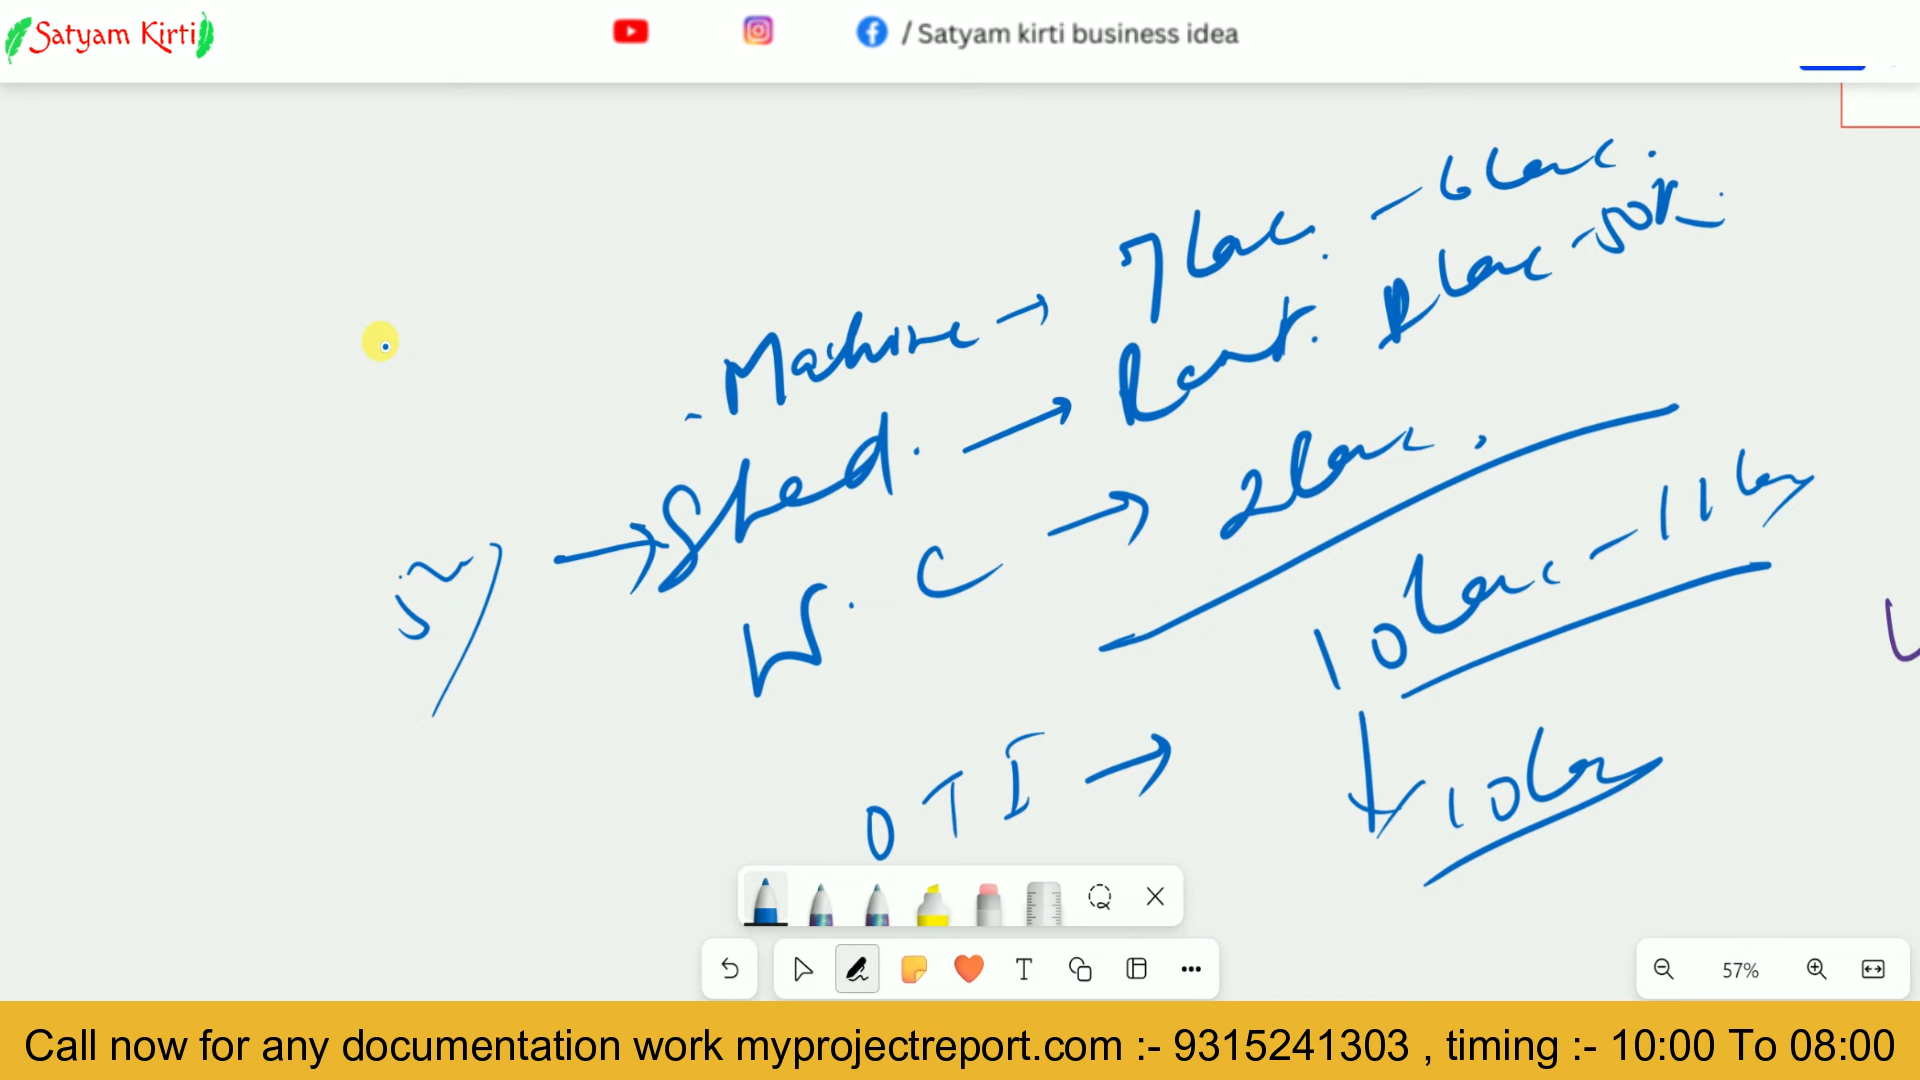 Satyam Kirti
/ Satyam kirti business idea
Machine → 7 lac. - 6 lac.
Shed. → Rent. 1 lac - 50k.
W. C → 2 lac.
10 lac - 11 lac
O T I → 10 lac
57%
Call now for any documentation work myprojectreport.com :- 9315241303 , timing :- 10:00 To 08:00